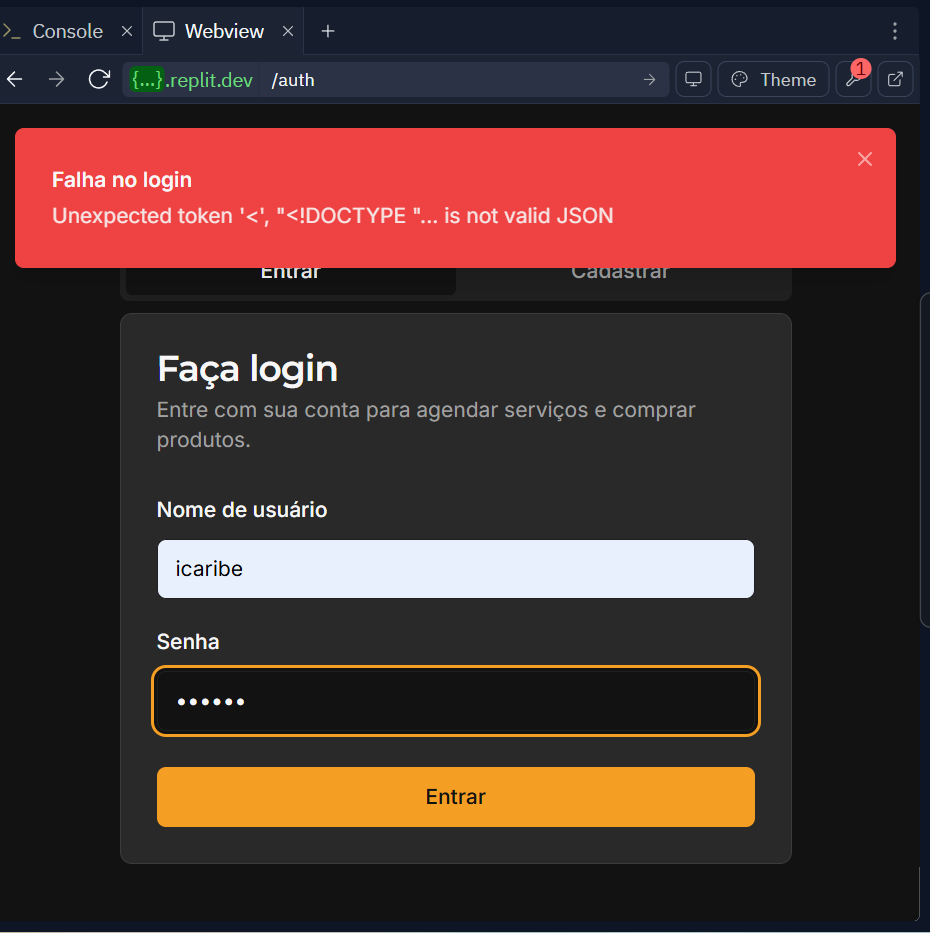 Console
Webview
{...}.replit.dev /auth
Theme
1
Falha no login
Unexpected token '<', "<!DOCTYPE "... is not valid JSON
Entrar
Cadastrar
Faça login
Entre com sua conta para agendar serviços e comprar
produtos.
Nome de usuário
icaribe
Senha
Entrar